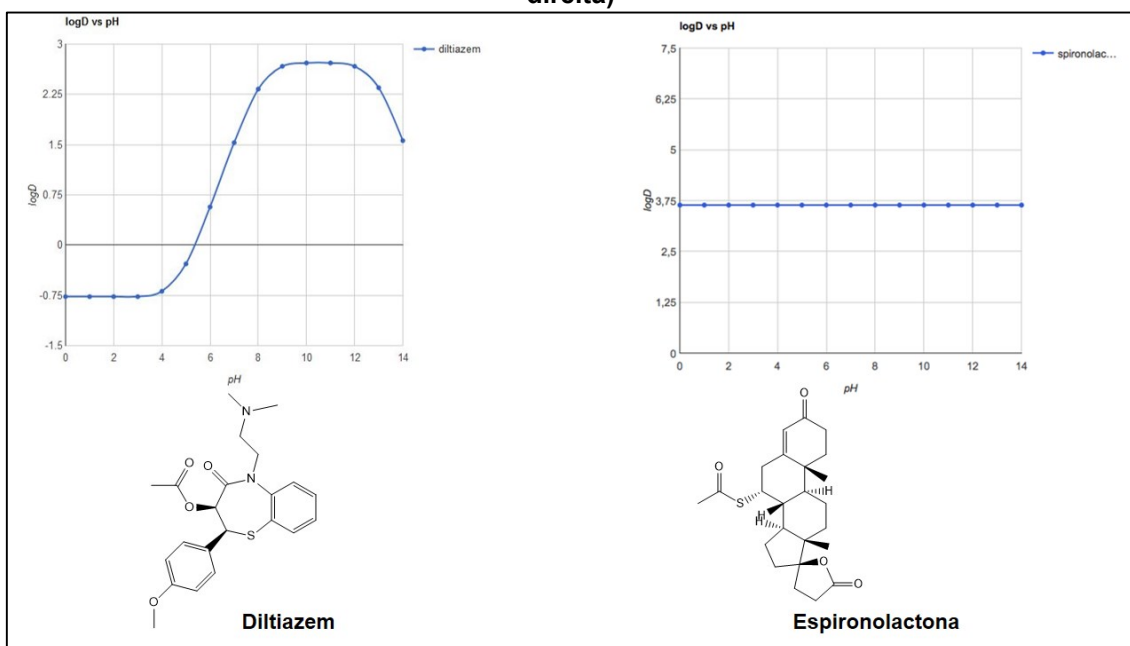 direita)
logD vs pH
3
2.25
1.5
0.75
0
-0.75
-1.5
logD
0 2 4 6 8 10 12 14
pH
diltiazem
N
O
O
N
O
S
O
Diltiazem
logD vs pH
7,5
6,25
5
3,75
2,5
1,25
0
logD
0 2 4 6 8 10 12 14
pH
spironolac...
O
O
S
H
H
H
O
O
Espironolactona